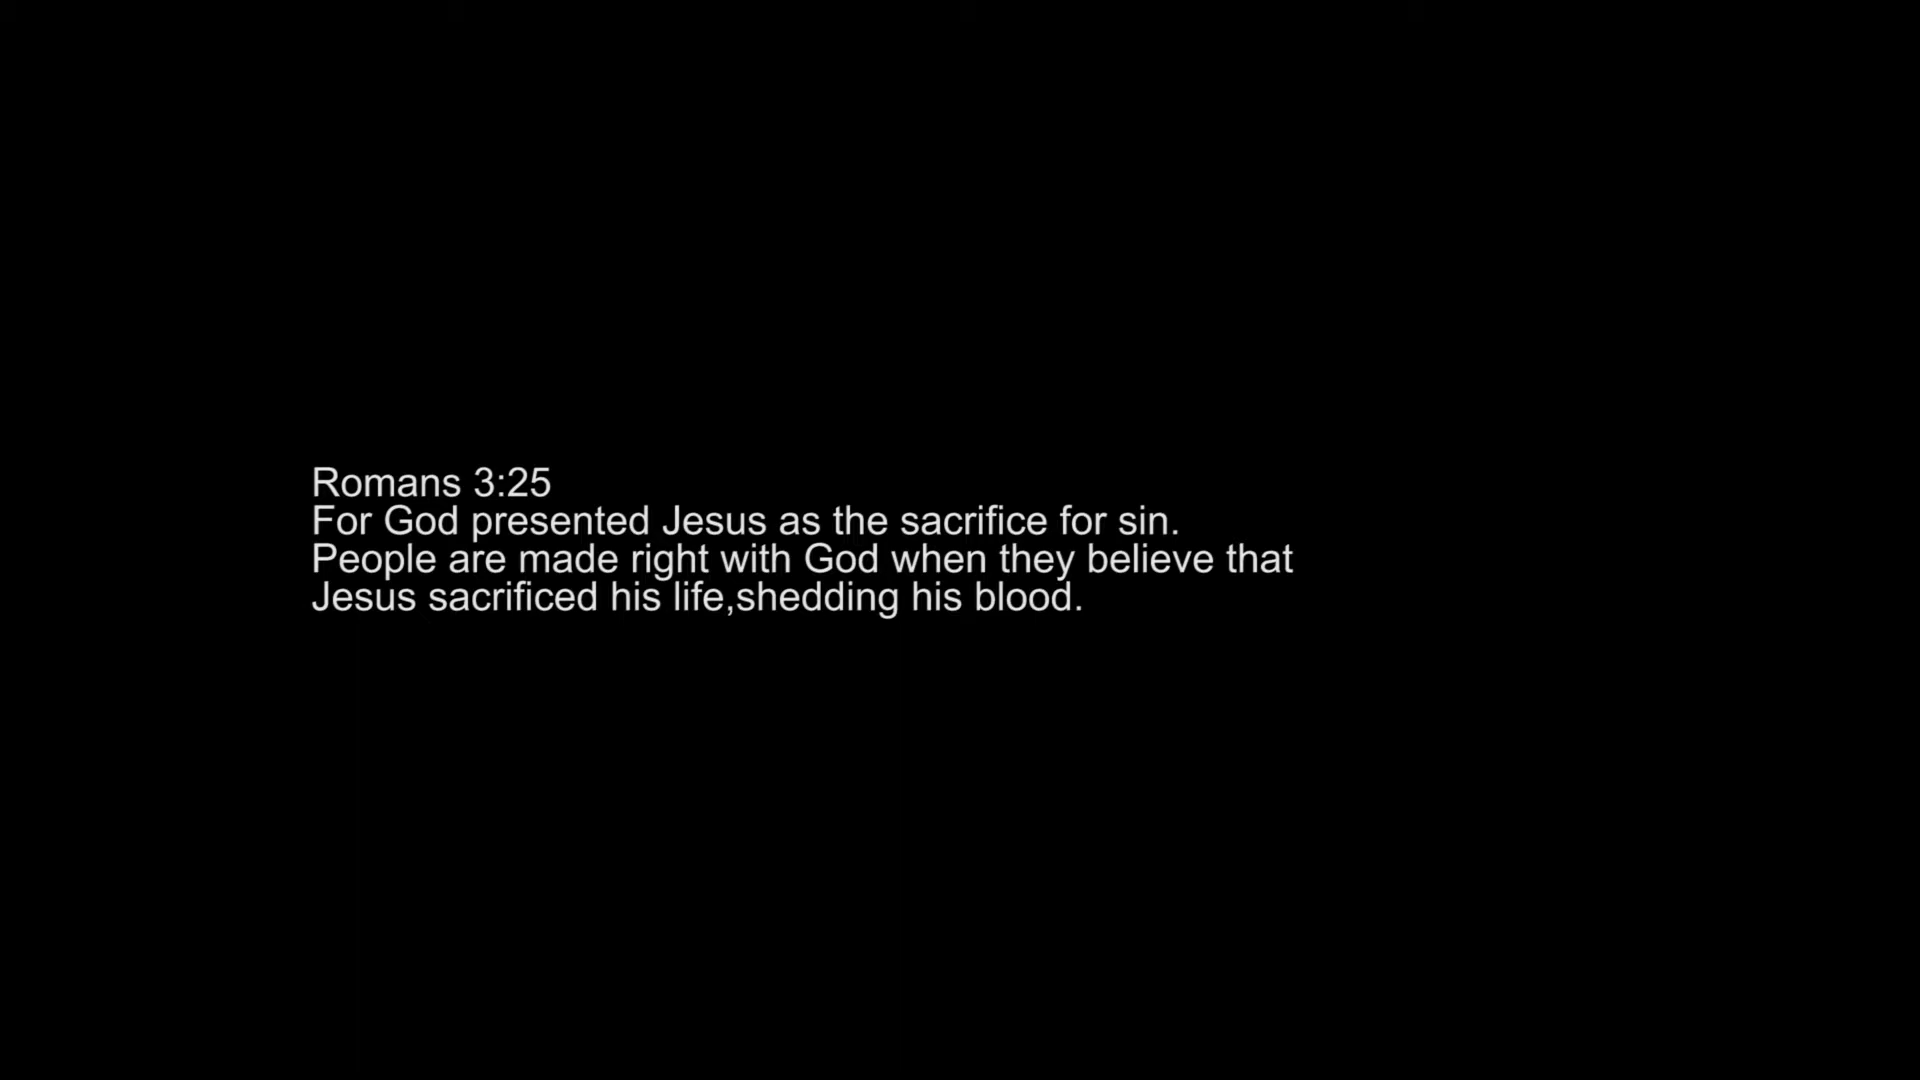 Romans 3:25
For God presented Jesus as the sacrifice for sin.
People are made right with God when they believe that
Jesus sacrificed his life,shedding his blood.